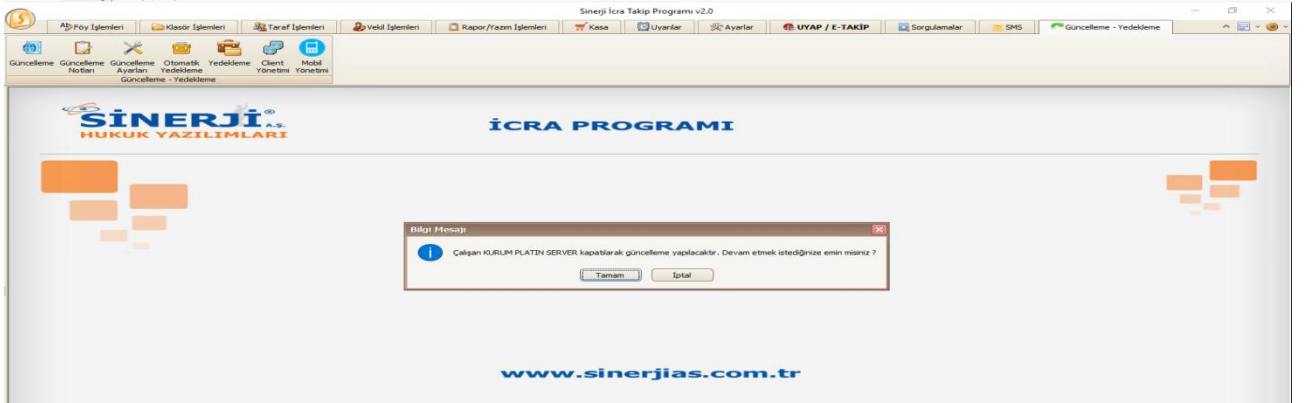 Sinerji İcra Takip Programı v2.0
Föy İşlemleri Klasör İşlemleri Taraf İşlemleri Vekil İşlemleri Rapor/Yazım İşlemleri Kasa Uyarılar Ayarlar UYAP / E-TAKİP Sorgulamalar SMS Güncelleme - Yedekleme
Güncelleme Güncelleme Güncelleme Otomatik Yedekleme Client Mobil
Notları Ayarları Yedekleme Yönetimi Yönetimi
Güncelleme - Yedekleme
SİNERJİ® A.Ş.
HUKUK YAZILIMLARI
İCRA PROGRAMI
Bilgi Mesajı
Çalışan KURUM PLATIN SERVER kapatılarak güncelleme yapılacaktır. Devam etmek istediğinize emin misiniz ?
Tamam İptal
www.sinerjias.com.tr